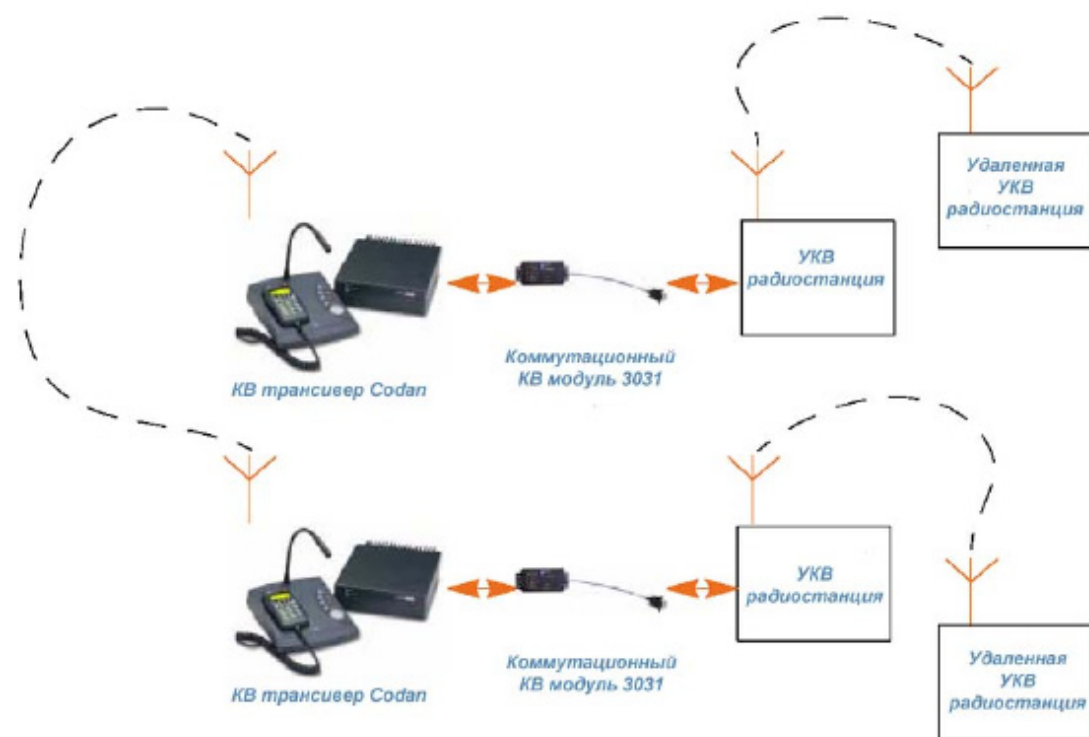 Удаленная
УКВ
радиостанция
УКВ
радиостанция
Коммутационный
КВ модуль 3031
КВ трансивер Codan
УКВ
радиостанция
Удаленная
УКВ
радиостанция
Коммутационный
КВ модуль 3031
КВ трансивер Codan